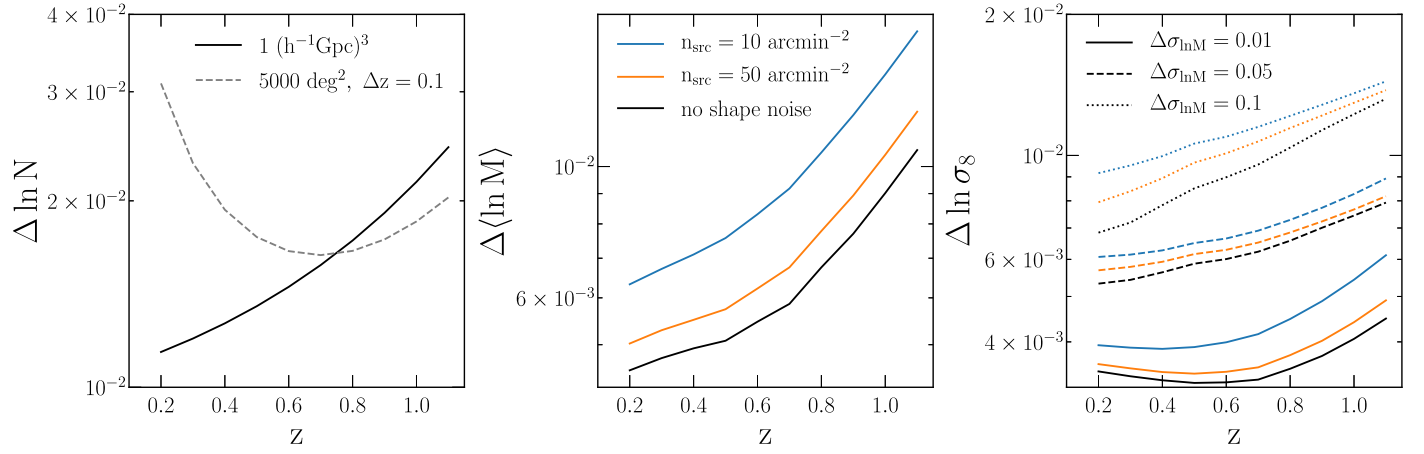 4 × 10⁻²
3 × 10⁻²
2 × 10⁻²
10⁻²
Δ ln N
1 (h⁻¹Gpc)³
5000 deg², Δz = 0.1
0.2 0.4 0.6 0.8 1.0
z
10⁻²
6 × 10⁻³
Δ⟨ln M⟩
n_src = 10 arcmin⁻²
n_src = 50 arcmin⁻²
no shape noise
0.2 0.4 0.6 0.8 1.0
z
2 × 10⁻²
10⁻²
6 × 10⁻³
4 × 10⁻³
Δ ln σ₈
Δσ_lnM = 0.01
Δσ_lnM = 0.05
Δσ_lnM = 0.1
0.2 0.4 0.6 0.8 1.0
z